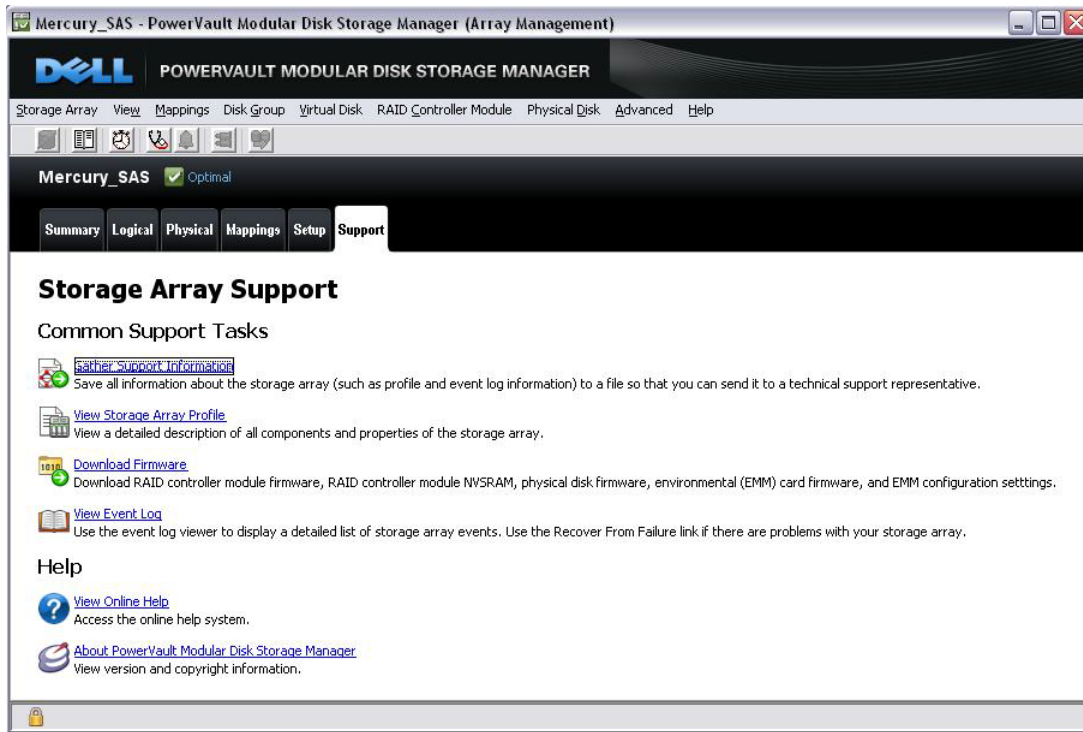 Mercury_SAS - PowerVault Modular Disk Storage Manager (Array Management)
DELL POWERVAULT MODULAR DISK STORAGE MANAGER
Storage Array View Mappings Disk Group Virtual Disk RAID Controller Module Physical Disk Advanced Help
Mercury_SAS Optimal
Summary Logical Physical Mappings Setup Support
Storage Array Support
Common Support Tasks
Gather Support Information
Save all information about the storage array (such as profile and event log information) to a file so that you can send it to a technical support representative.
View Storage Array Profile
View a detailed description of all components and properties of the storage array.
1010
Download Firmware
Download RAID controller module firmware, RAID controller module NVSRAM, physical disk firmware, environmental (EMM) card firmware, and EMM configuration setttings.
View Event Log
Use the event log viewer to display a detailed list of storage array events. Use the Recover From Failure link if there are problems with your storage array.
Help
View Online Help
Access the online help system.
About PowerVault Modular Disk Storage Manager
View version and copyright information.